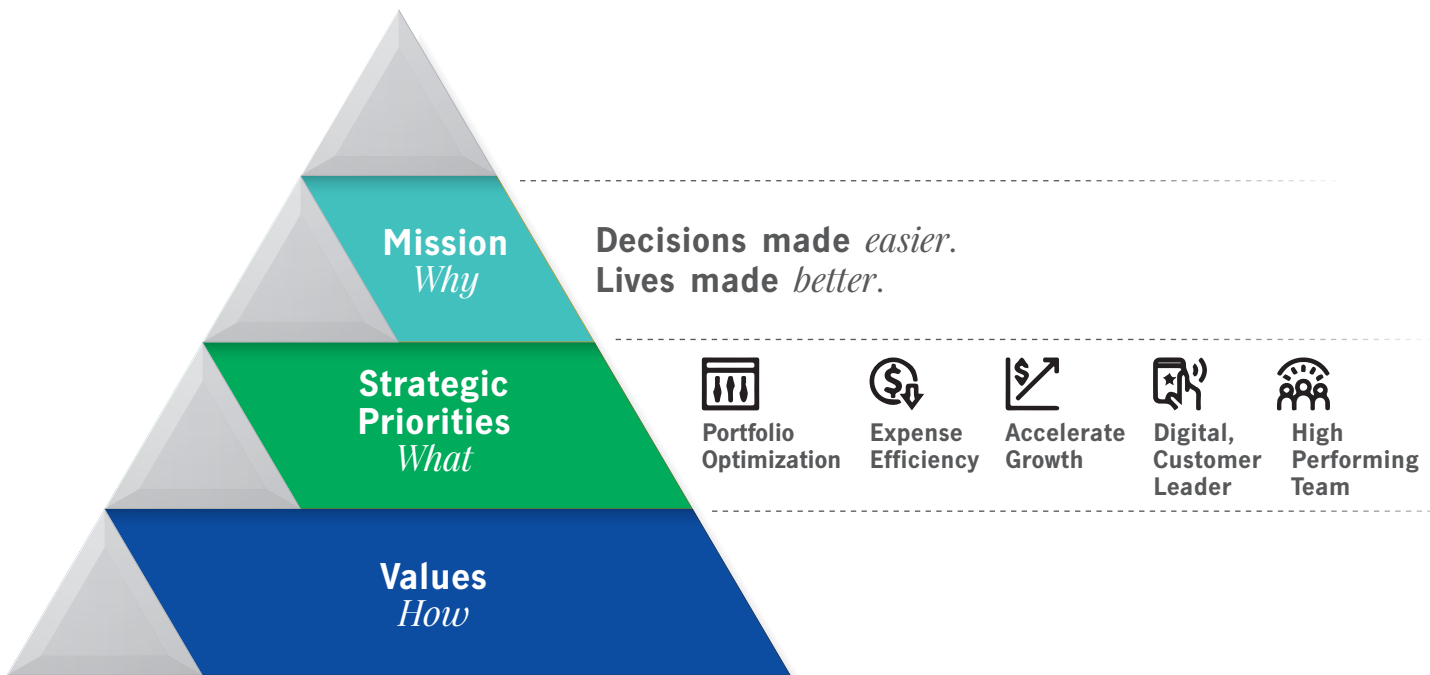 Mission
Why
Decisions made easier.
Lives made better.
Strategic
Priorities
What
Portfolio
Optimization
Expense
Efficiency
Accelerate
Growth
Digital,
Customer
Leader
High
Performing
Team
Values
How